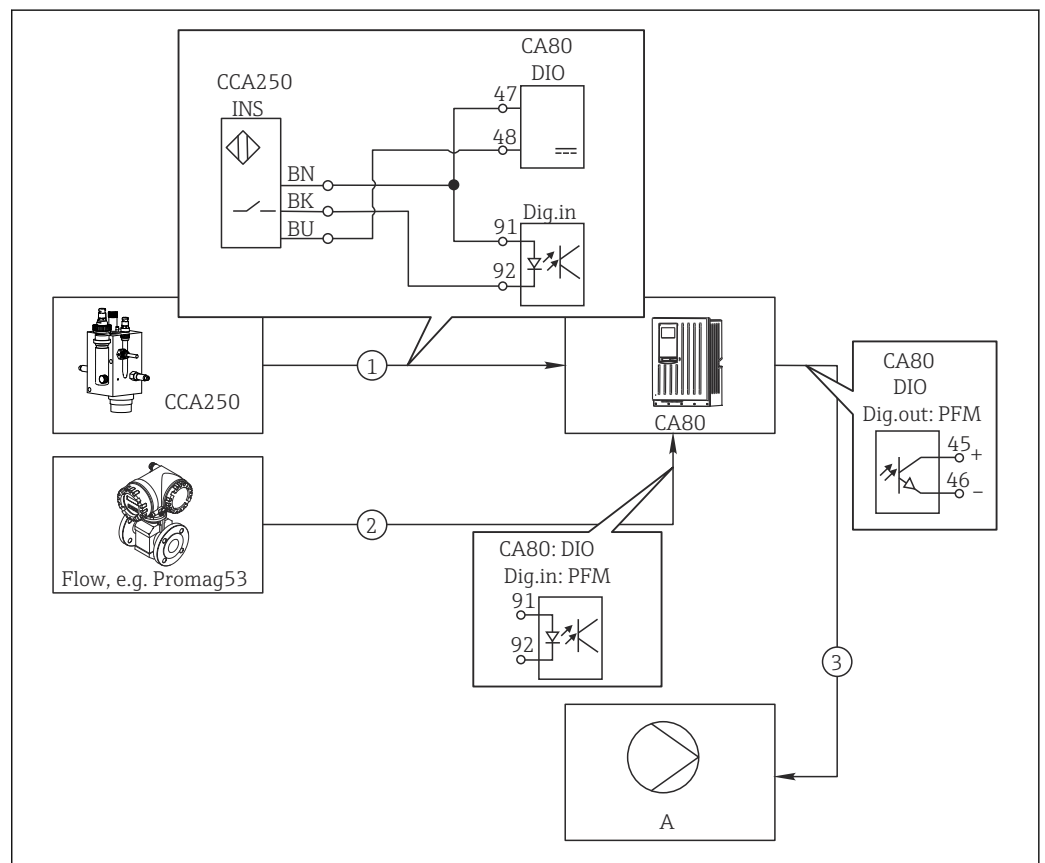 CA80
DIO
CCA250
INS
47
48
BN
BK
BU
Dig.in
91
92
1
CCA250
CA80
CA80
DIO
Dig.out: PFM
45 +
46 −
2
Flow, e.g. Promag53
CA80: DIO
Dig.in: PFM
91
92
3
A